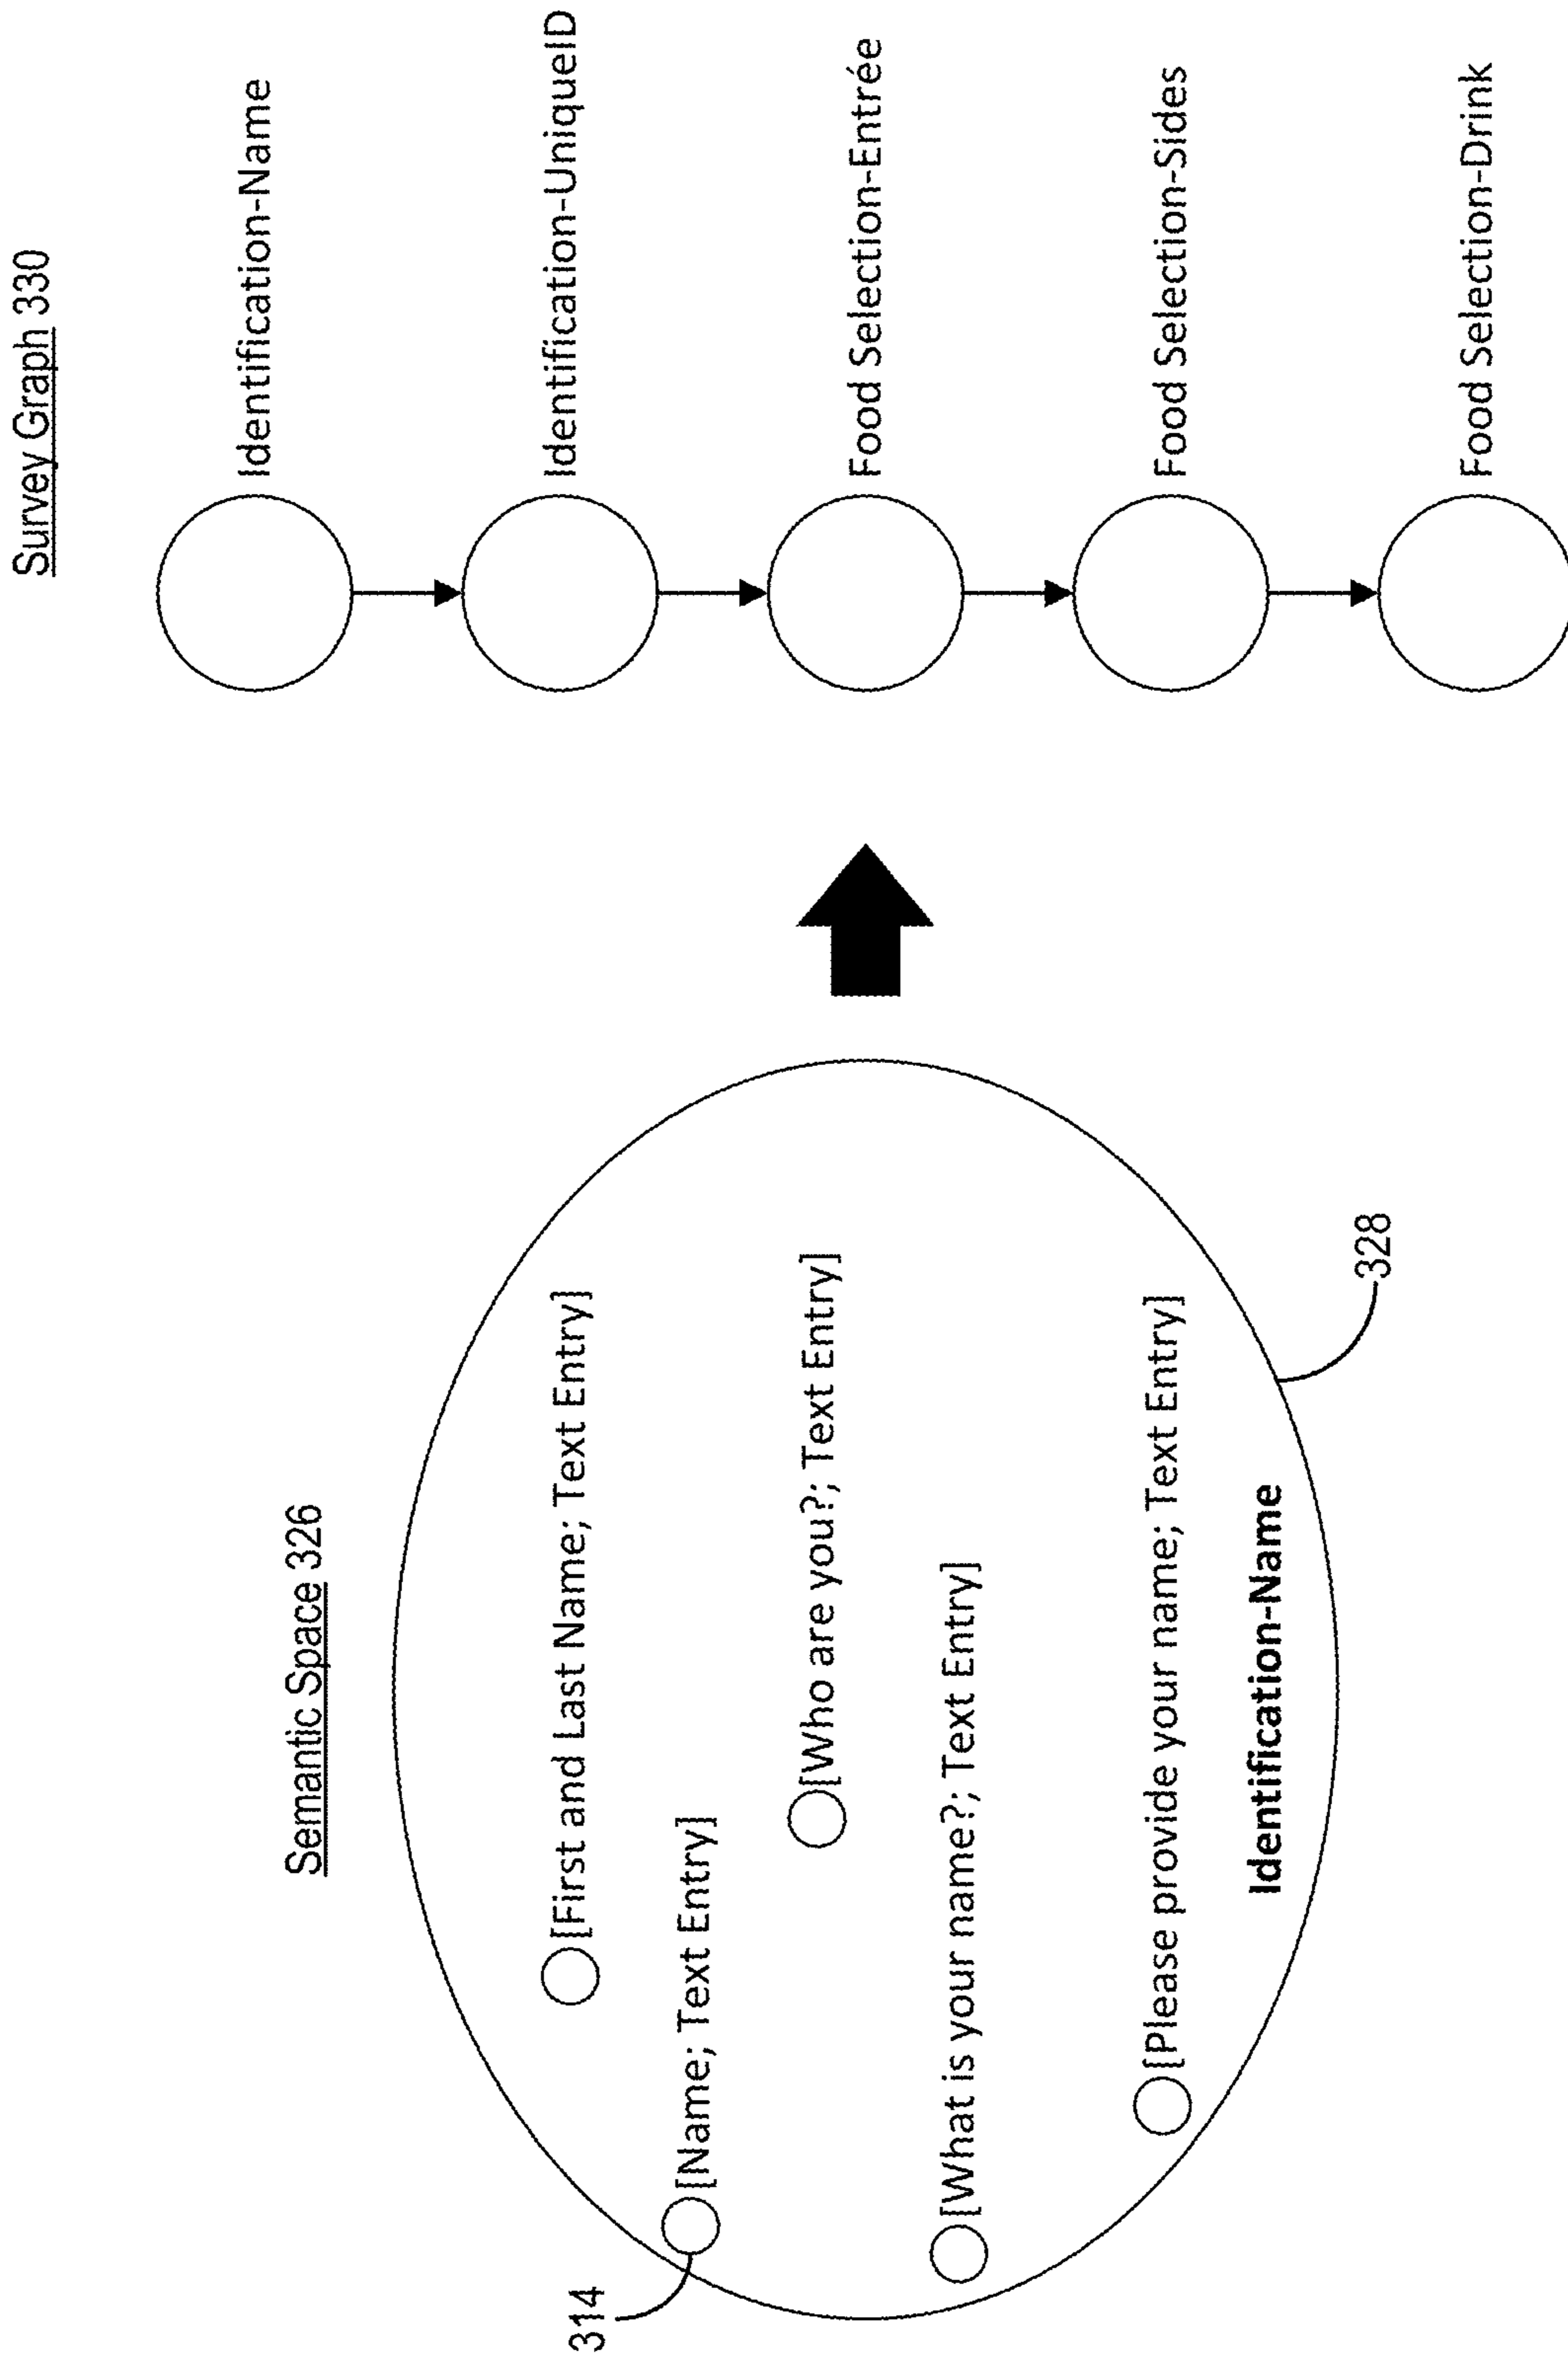 Semantic Space 326
314
[First and Last Name; Text Entry]
[Name; Text Entry]
[Who are you?; Text Entry]
[What is your name?; Text Entry]
[Please provide your name; Text Entry]
Identification-Name
328
Survey Graph 330
Identification-Name
Identification-UniqueID
Food Selection-Entrée
Food Selection-Sides
Food Selection-Drink